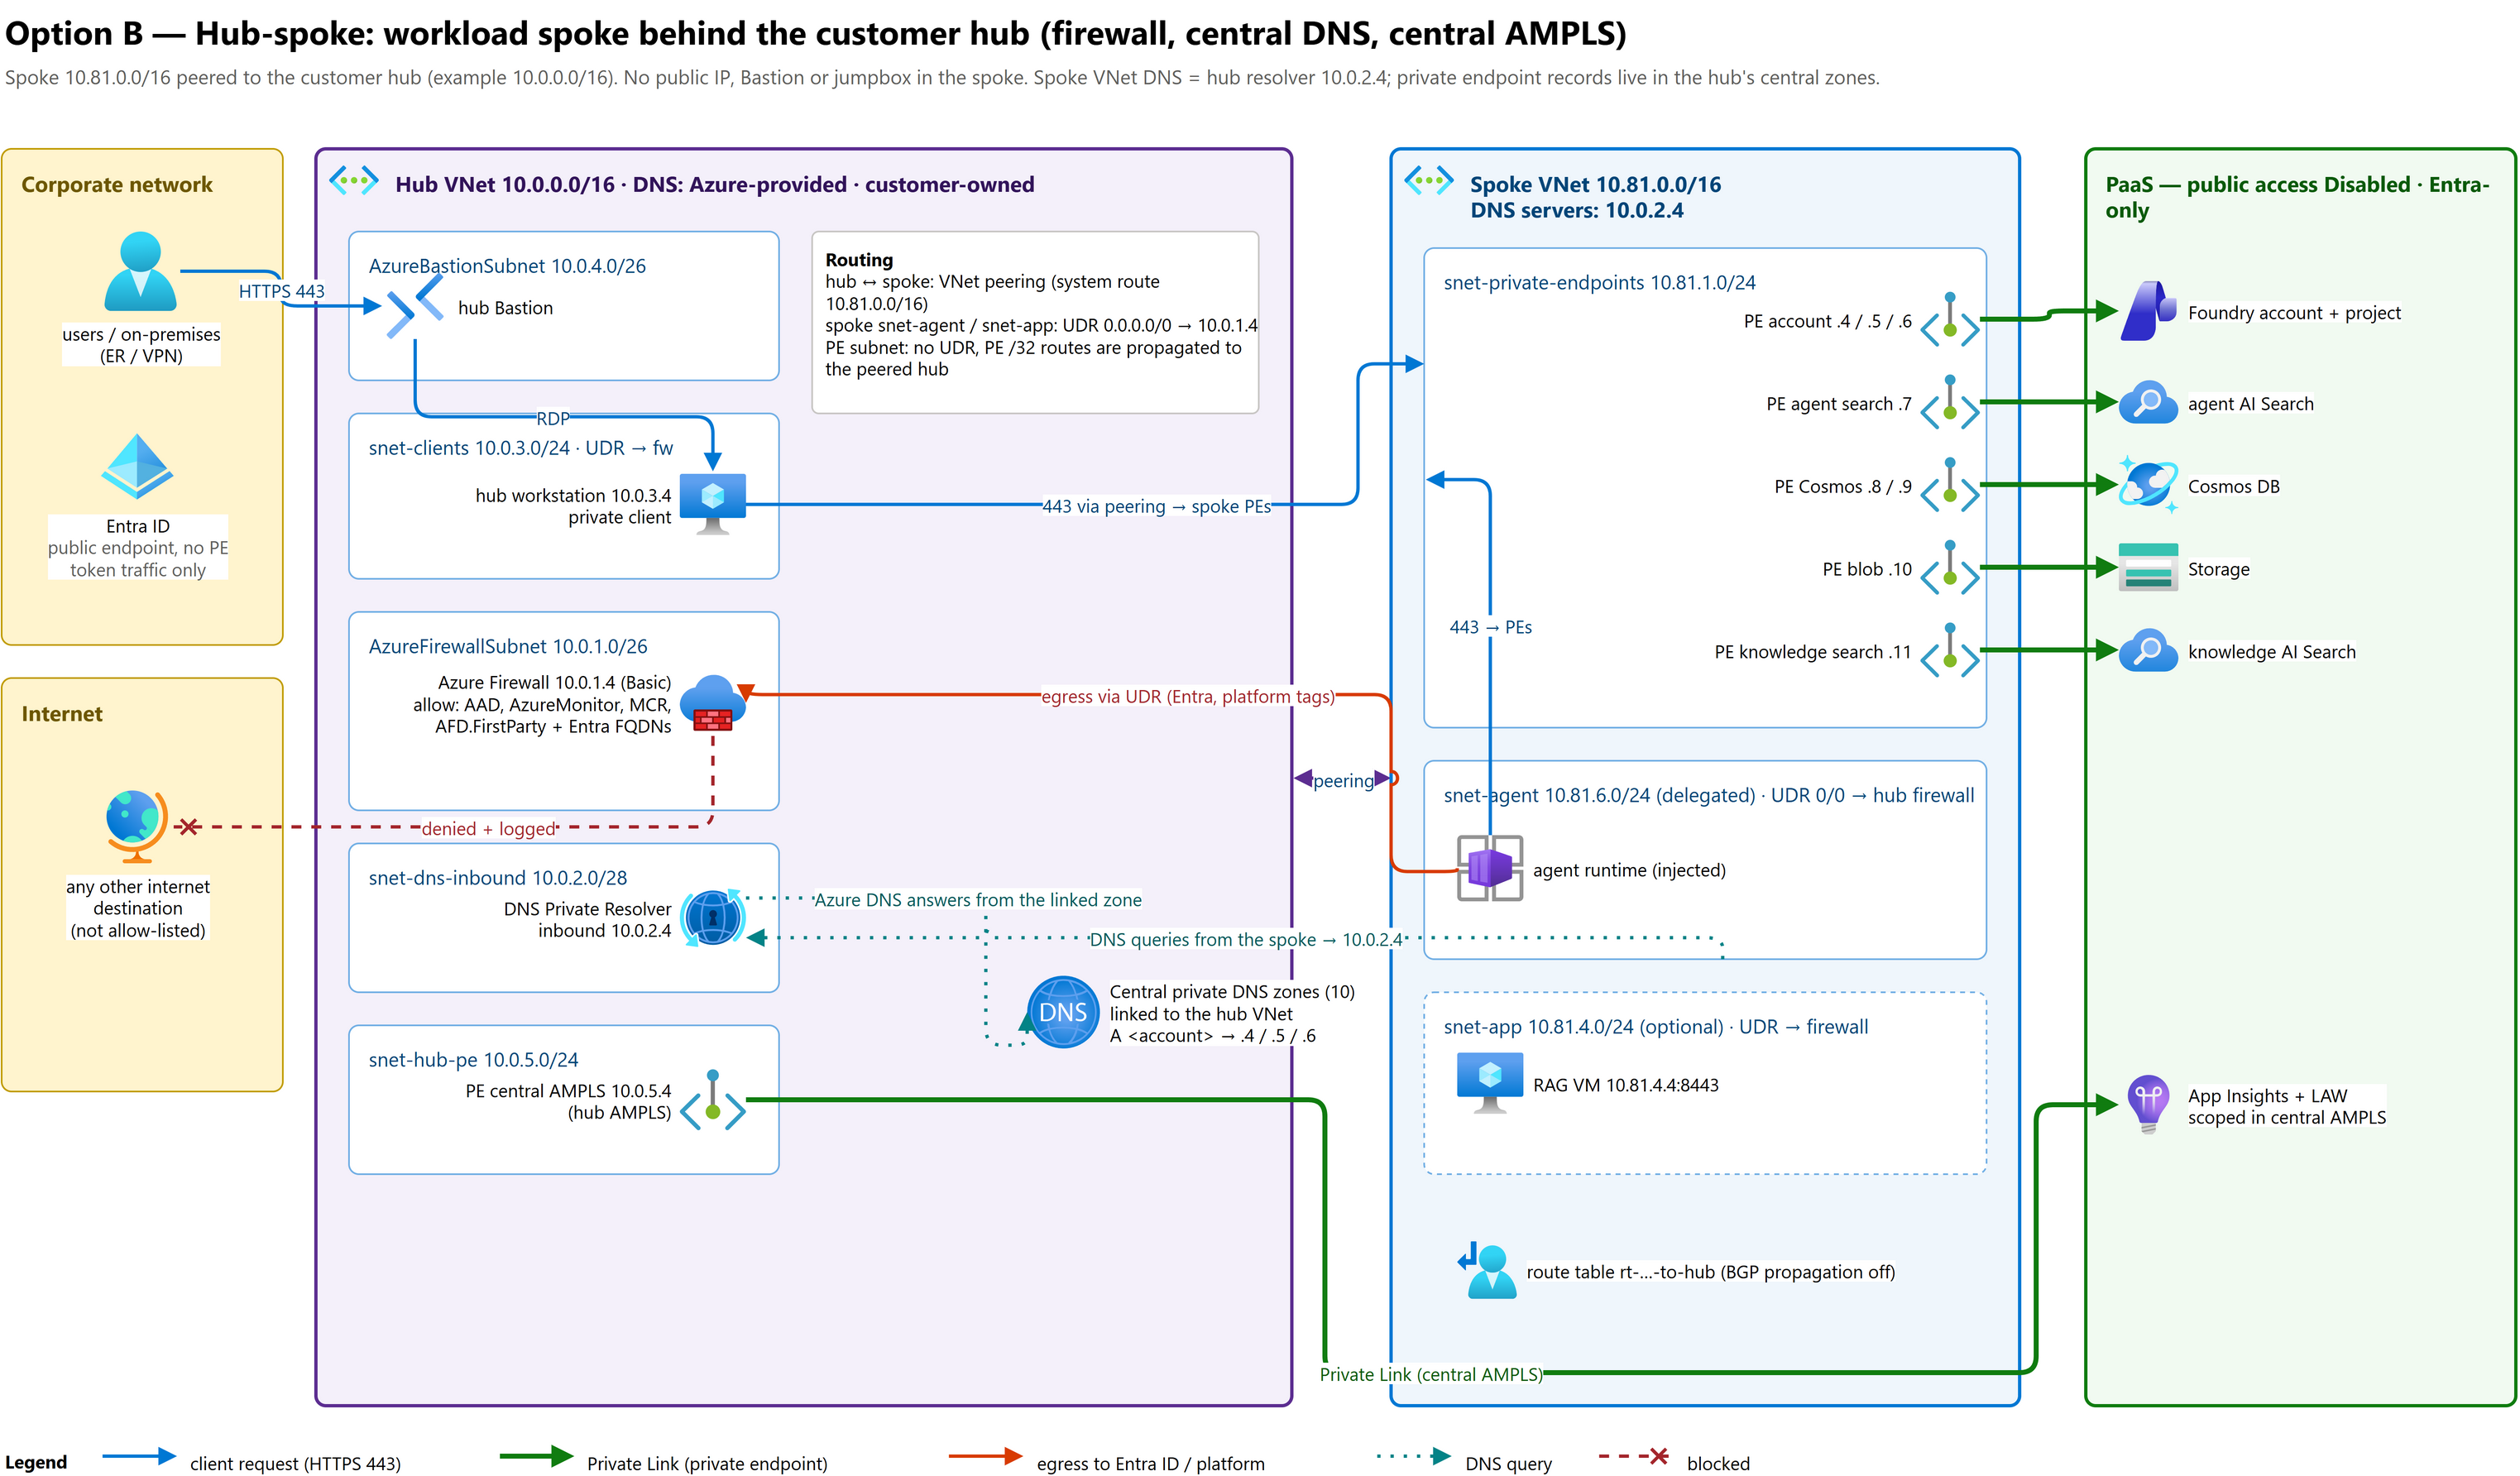 Option B — Hub-spoke: workload spoke behind the customer hub (firewall, central DNS, central AMPLS)
Spoke 10.81.0.0/16 peered to the customer hub (example 10.0.0.0/16). No public IP, Bastion or jumpbox in the spoke. Spoke VNet DNS = hub resolver 10.0.2.4; private endpoint records live in the hub's central zones.
Corporate network
users / on-premises
(ER / VPN)
Entra ID
public endpoint, no PE
token traffic only
HTTPS 443
Internet
any other internet
destination
(not allow-listed)
Hub VNet 10.0.0.0/16 · DNS: Azure-provided · customer-owned
AzureBastionSubnet 10.0.4.0/26
hub Bastion
Routing
hub ↔ spoke: VNet peering (system route
10.81.0.0/16)
spoke snet-agent / snet-app: UDR 0.0.0.0/0 → 10.0.1.4
PE subnet: no UDR, PE /32 routes are propagated to
the peered hub
RDP
snet-clients 10.0.3.0/24 · UDR → fw
hub workstation 10.0.3.4
private client
443 via peering → spoke PEs
AzureFirewallSubnet 10.0.1.0/26
Azure Firewall 10.0.1.4 (Basic)
allow: AAD, AzureMonitor, MCR,
AFD.FirstParty + Entra FQDNs
egress via UDR (Entra, platform tags)
peering
denied + logged
snet-dns-inbound 10.0.2.0/28
DNS Private Resolver
inbound 10.0.2.4
Azure DNS answers from the linked zone
DNS queries from the spoke → 10.0.2.4
DNS
Central private DNS zones (10)
linked to the hub VNet
A <account> → .4 / .5 / .6
snet-hub-pe 10.0.5.0/24
PE central AMPLS 10.0.5.4
(hub AMPLS)
Private Link (central AMPLS)
Spoke VNet 10.81.0.0/16
DNS servers: 10.0.2.4
snet-private-endpoints 10.81.1.0/24
PE account .4 / .5 / .6
PE agent search .7
PE Cosmos .8 / .9
PE blob .10
PE knowledge search .11
443 → PEs
snet-agent 10.81.6.0/24 (delegated) · UDR 0/0 → hub firewall
agent runtime (injected)
snet-app 10.81.4.0/24 (optional) · UDR → firewall
RAG VM 10.81.4.4:8443
route table rt-...-to-hub (BGP propagation off)
PaaS — public access Disabled · Entra-
only
Foundry account + project
agent AI Search
Cosmos DB
Storage
knowledge AI Search
App Insights + LAW
scoped in central AMPLS
Legend
client request (HTTPS 443)
Private Link (private endpoint)
egress to Entra ID / platform
DNS query
blocked